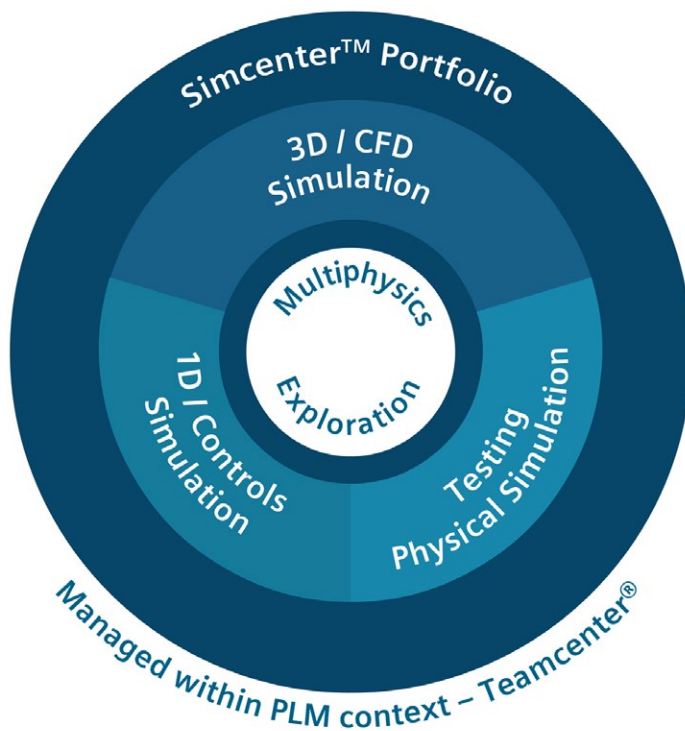 Simcenter™ Portfolio
3D / CFD
Simulation
Multiphysics
Exploration
1D / Controls
Simulation
Testing
Physical Simulation
Managed within PLM context – Teamcenter®